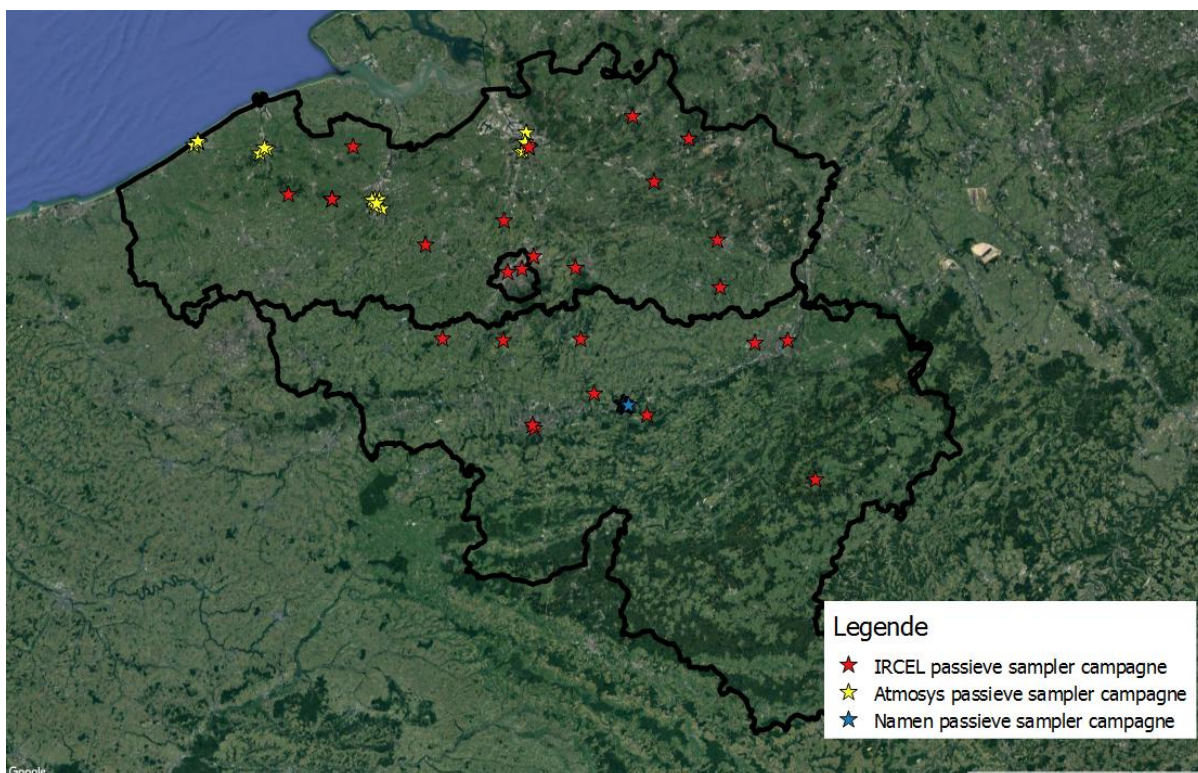 Legende
IRCEL passieve sampler campagne
Atmosys passieve sampler campagne
Namen passieve sampler campagne
Google